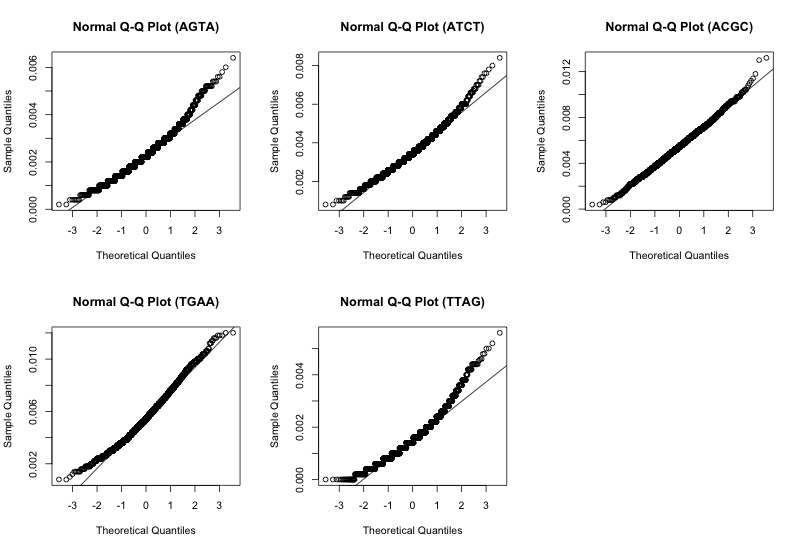 Normal Q-Q Plot (AGTA)
Normal Q-Q Plot (ATCT)
Normal Q-Q Plot (ACGC)
Sample Quantiles
0.000 0.002 0.004 0.006
-3 -2 -1 0 1 2 3
Theoretical Quantiles
Sample Quantiles
0.002 0.004 0.006 0.008
-3 -2 -1 0 1 2 3
Theoretical Quantiles
Sample Quantiles
0.000 0.004 0.008 0.012
-3 -2 -1 0 1 2 3
Theoretical Quantiles
Normal Q-Q Plot (TGAA)
Normal Q-Q Plot (TTAG)
Sample Quantiles
0.002 0.006 0.010
-3 -2 -1 0 1 2 3
Theoretical Quantiles
Sample Quantiles
0.000 0.002 0.004
-3 -2 -1 0 1 2 3
Theoretical Quantiles